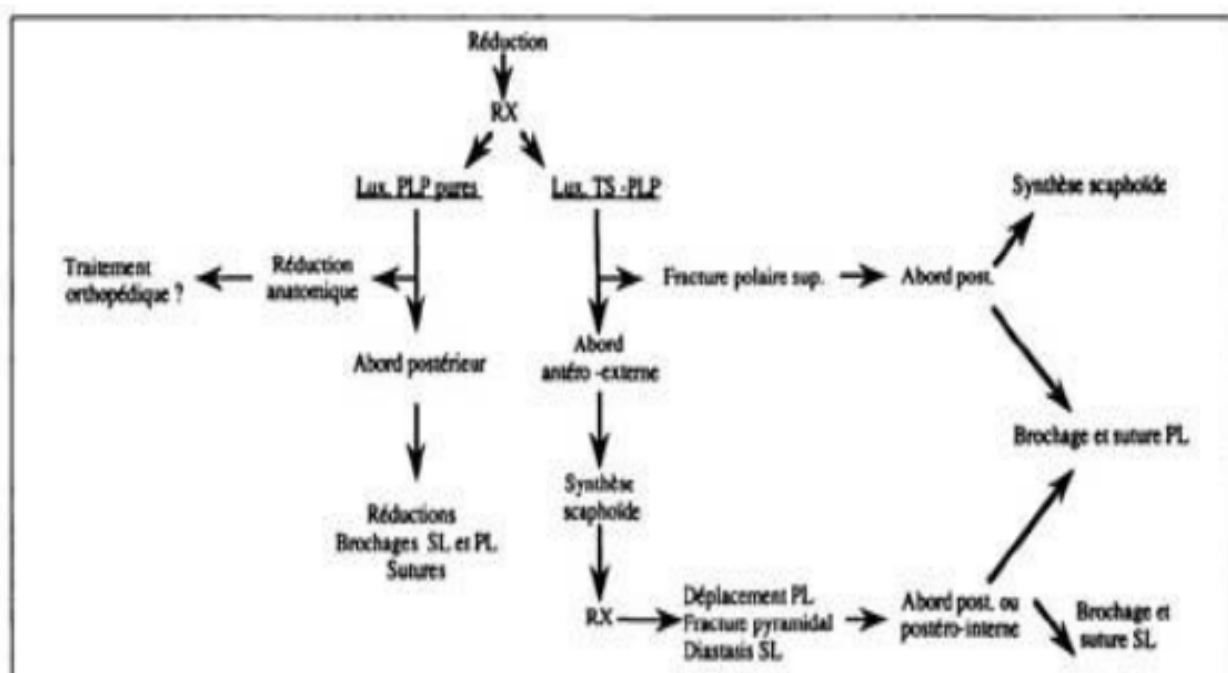 Réduction
RX
Lux. PLP pures
Lux. TS -PLP
Synthèse scaphoïde
Traitement
orthopédique ?
Réduction
anatomique
Fracture polaire sup.
Abord post.
Abord postérieur
Abord
antéro -externe
Brochage et suture PL
Synthèse
scaphoïde
Réductions
Brochages SL et PL
Sutures
RX
Déplacement PL
Fracture pyramidal
Diastasis SL
Abord post. ou
postéro-interne
Brochage et
suture SL